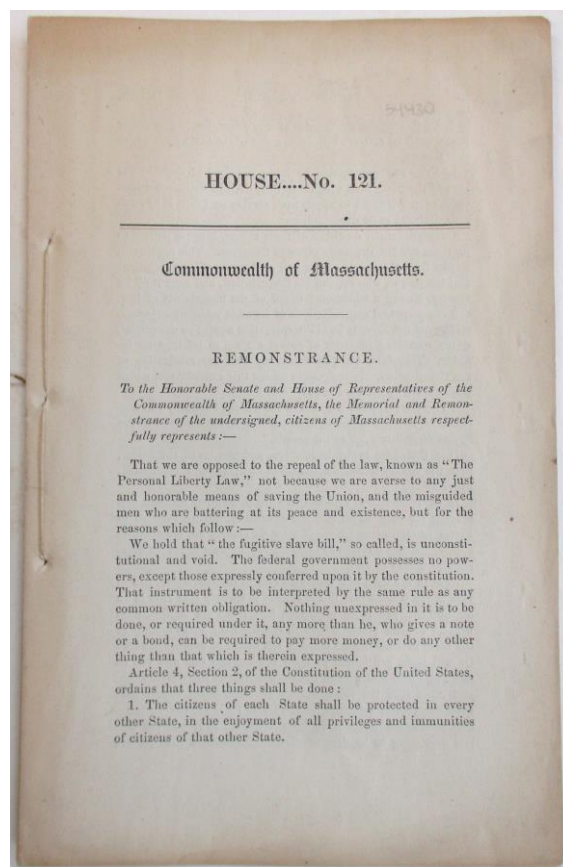 54430
HOUSE....No. 121.
Commonwealth of Massachusetts.
REMONSTRANCE.
To the Honorable Senate and House of Representatives of the
Commonwealth of Massachusetts, the Memorial and Remon-
strance of the undersigned, citizens of Massachusetts respect-
fully represents :—
That we are opposed to the repeal of the law, known as "The
Personal Liberty Law," not because we are averse to any just
and honorable means of saving the Union, and the misguided
men who are battering at its peace and existence, but for the
reasons which follow :—
We hold that "the fugitive slave bill," so called, is unconsti-
tutional and void. The federal government possesses no pow-
ers, except those expressly conferred upon it by the constitution.
That instrument is to be interpreted by the same rule as any
common written obligation. Nothing unexpressed in it is to be
done, or required under it, any more than he, who gives a note
or a bond, can be required to pay more money, or do any other
thing than that which is therein expressed.
Article 4, Section 2, of the Constitution of the United States,
ordains that three things shall be done :
1. The citizens of each State shall be protected in every
other State, in the enjoyment of all privileges and immunities
of citizens of that other State.